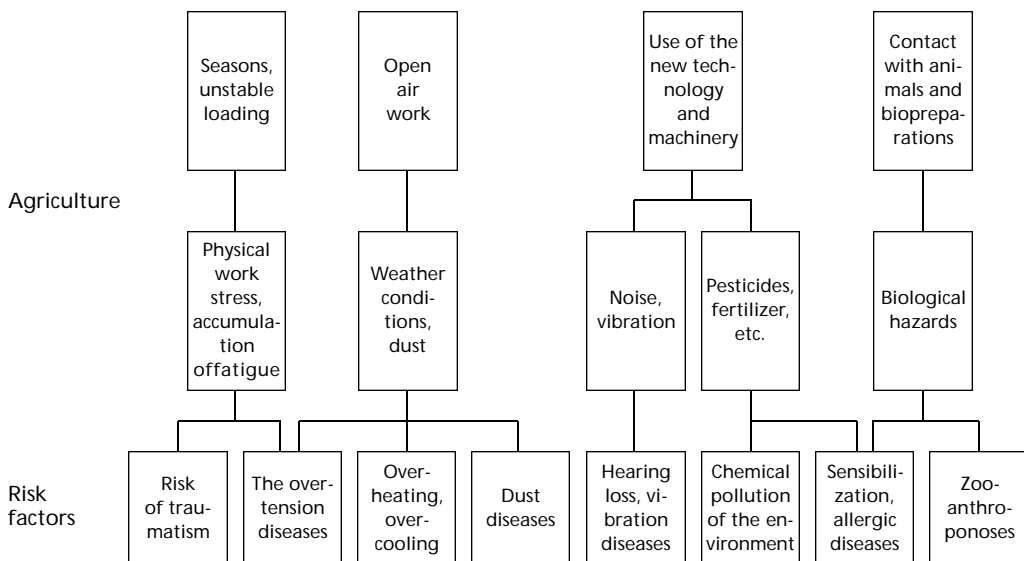 Seasons,
unstable
loading
Open
air
work
Use of the
new tech-
nology
and
machinery
Contact
with ani-
mals and
bioprepa-
rations
Agriculture
Physical
work
stress,
accumula-
tion
offatigue
Weather
condi-
tions,
dust
Noise,
vibration
Pesticides,
fertilizer,
etc.
Biological
hazards
Risk
factors
Risk
of trau-
matism
The over-
tension
diseases
Over-
heating,
over-
cooling
Dust
diseases
Hearing
loss, vi-
bration
diseases
Chemical
pollution
of the en-
vironment
Sensibili-
zation,
allergic
diseases
Zoo-
anthro-
ponoses